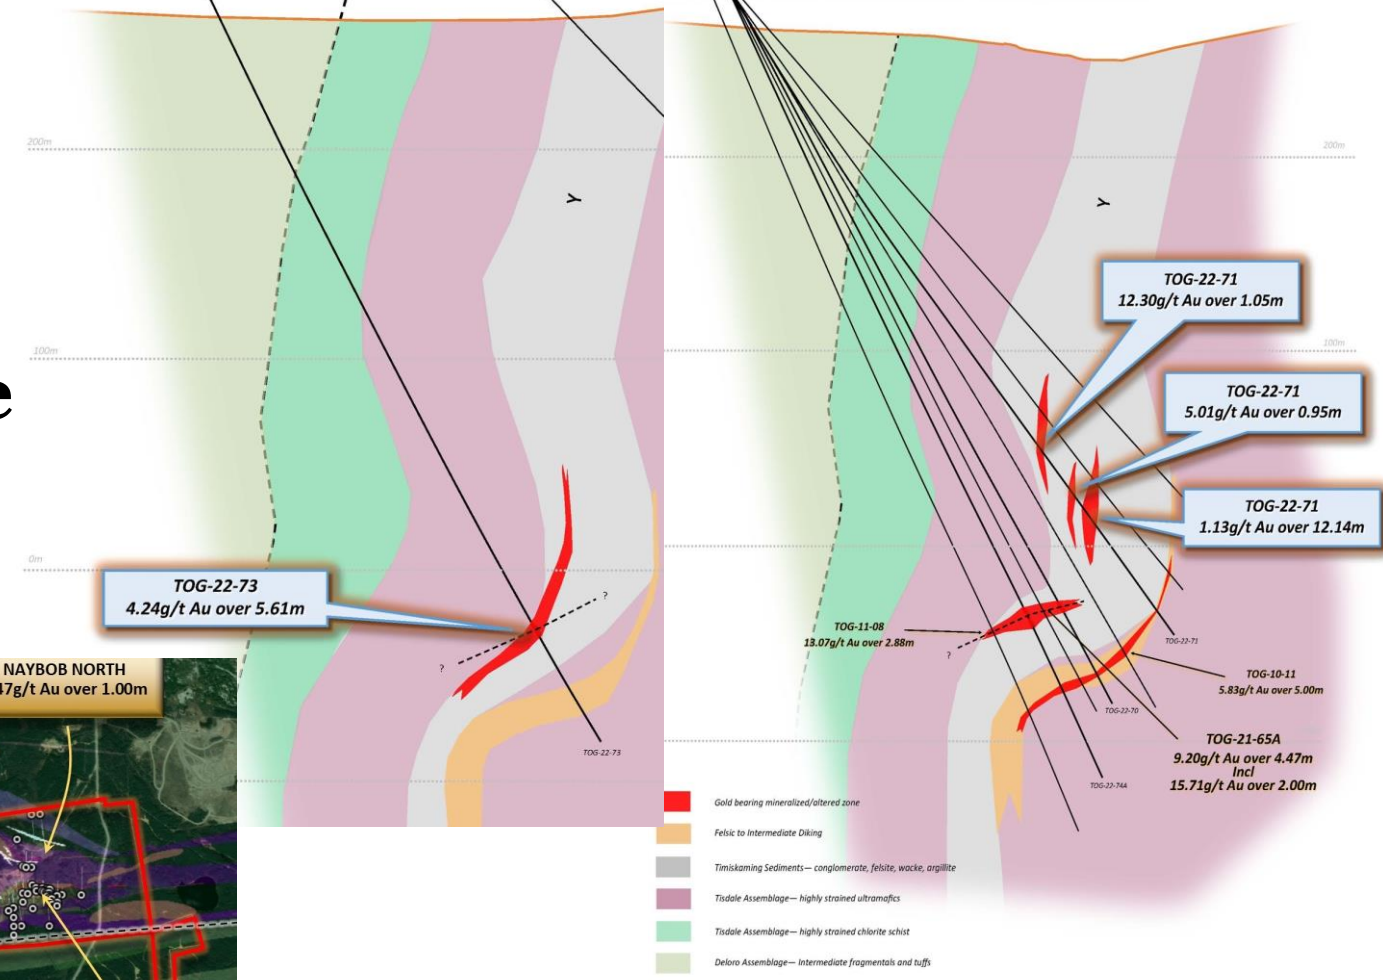 e
200m
100m
0m
Y
TOG-22-73
4.24g/t Au over 5.61m
?
?
TOG-22-73
NAYBOB NORTH
47g/t Au over 1.00m
200m
100m
Y
TOG-22-71
12.30g/t Au over 1.05m
TOG-22-71
5.01g/t Au over 0.95m
TOG-22-71
1.13g/t Au over 12.14m
TOG-11-08
13.07g/t Au over 2.88m
?
TOG-22-71
TOG-10-11
5.83g/t Au over 5.00m
TOG-22-70
TOG-21-65A
9.20g/t Au over 4.47m
Incl
15.71g/t Au over 2.00m
TOG-22-74A
Gold bearing mineralized/altered zone
Felsic to Intermediate Diking
Timiskaming Sediments— conglomerate, felsite, wacke, argillite
Tisdale Assemblage— highly strained ultramafics
Tisdale Assemblage— highly strained chlorite schist
Deloro Assemblage— Intermediate fragmentals and tuffs